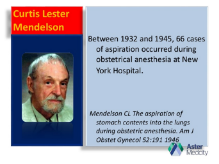 Curtis Lester
Mendelson
Between 1932 and 1945, 66 cases
of aspiration occurred during
obstetrical anesthesia at New
York Hospital.
Mendelson CL The aspiration of
stomach contents into the lungs
during obstetric anesthesia. Am J
Obstet Gynecol 52:191 1946
Aster
Medcity